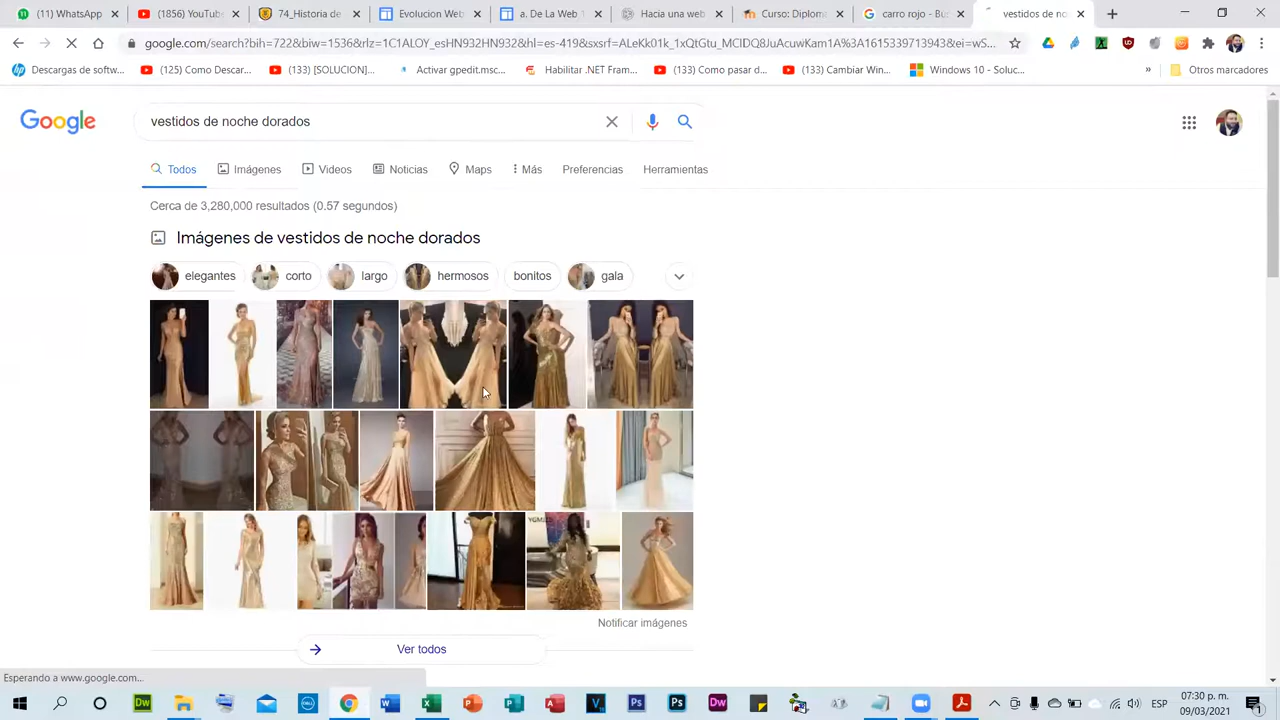 (11) WhatsApp
(1856) YouTube
74_Historia de
Evolucion Web
a. De La Web
Hacia una web
Curso: Diplom
carro rojo - Bus
vestidos de no
google.com/search?bih=722&biw=1536&rlz=1C1ALOV_esHN932HN932&hl=es-419&sxsrf=ALeKk01k_1xQtGtu_MCIDQ8JuAcuwKam1A%3A1615339713943&ei=wS...
Descargas de softw...
(125) Como Descar...
(133) [SOLUCION]...
Activar gpeditmsc...
Habilitar .NET Fram...
(133) Como pasar d...
(133) Cambiar Win...
Windows 10 - Soluc...
»
Otros marcadores
Google
vestidos de noche dorados
Todos
Imágenes
Videos
Noticias
Maps
Más
Preferencias
Herramientas
Cerca de 3,280,000 resultados (0.57 segundos)
Imágenes de vestidos de noche dorados
elegantes
corto
largo
hermosos
bonitos
gala
Notificar imágenes
Ver todos
Esperando a www.google.com...
ESP
07:30 p. m.
09/03/2021